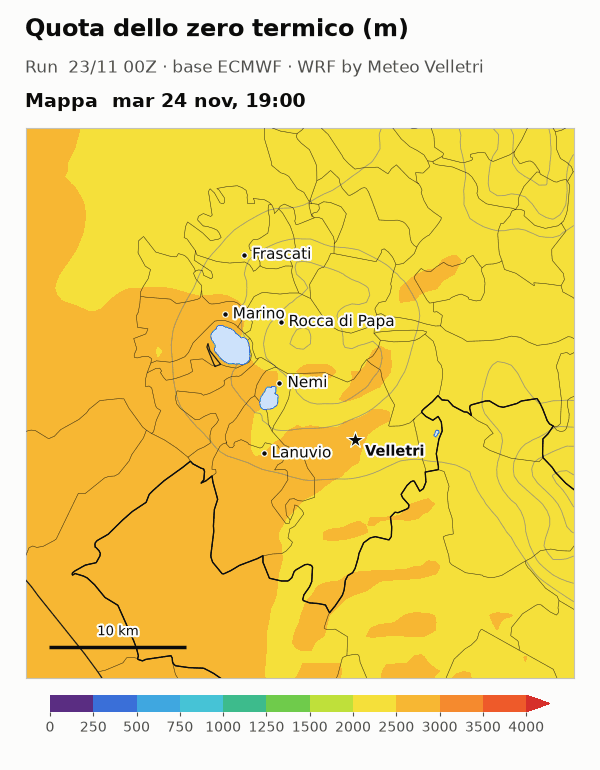 Quota dello zero termico (m)
Run  23/11 00Z · base ECMWF · WRF by Meteo Velletri
Mappa  mar 24 nov, 19:00
Frascati
Marino
Rocca di Papa
Nemi
Velletri
Lanuvio
10 km
0 250 500 750 1000 1250 1500 2000 2500 3000 3500 4000